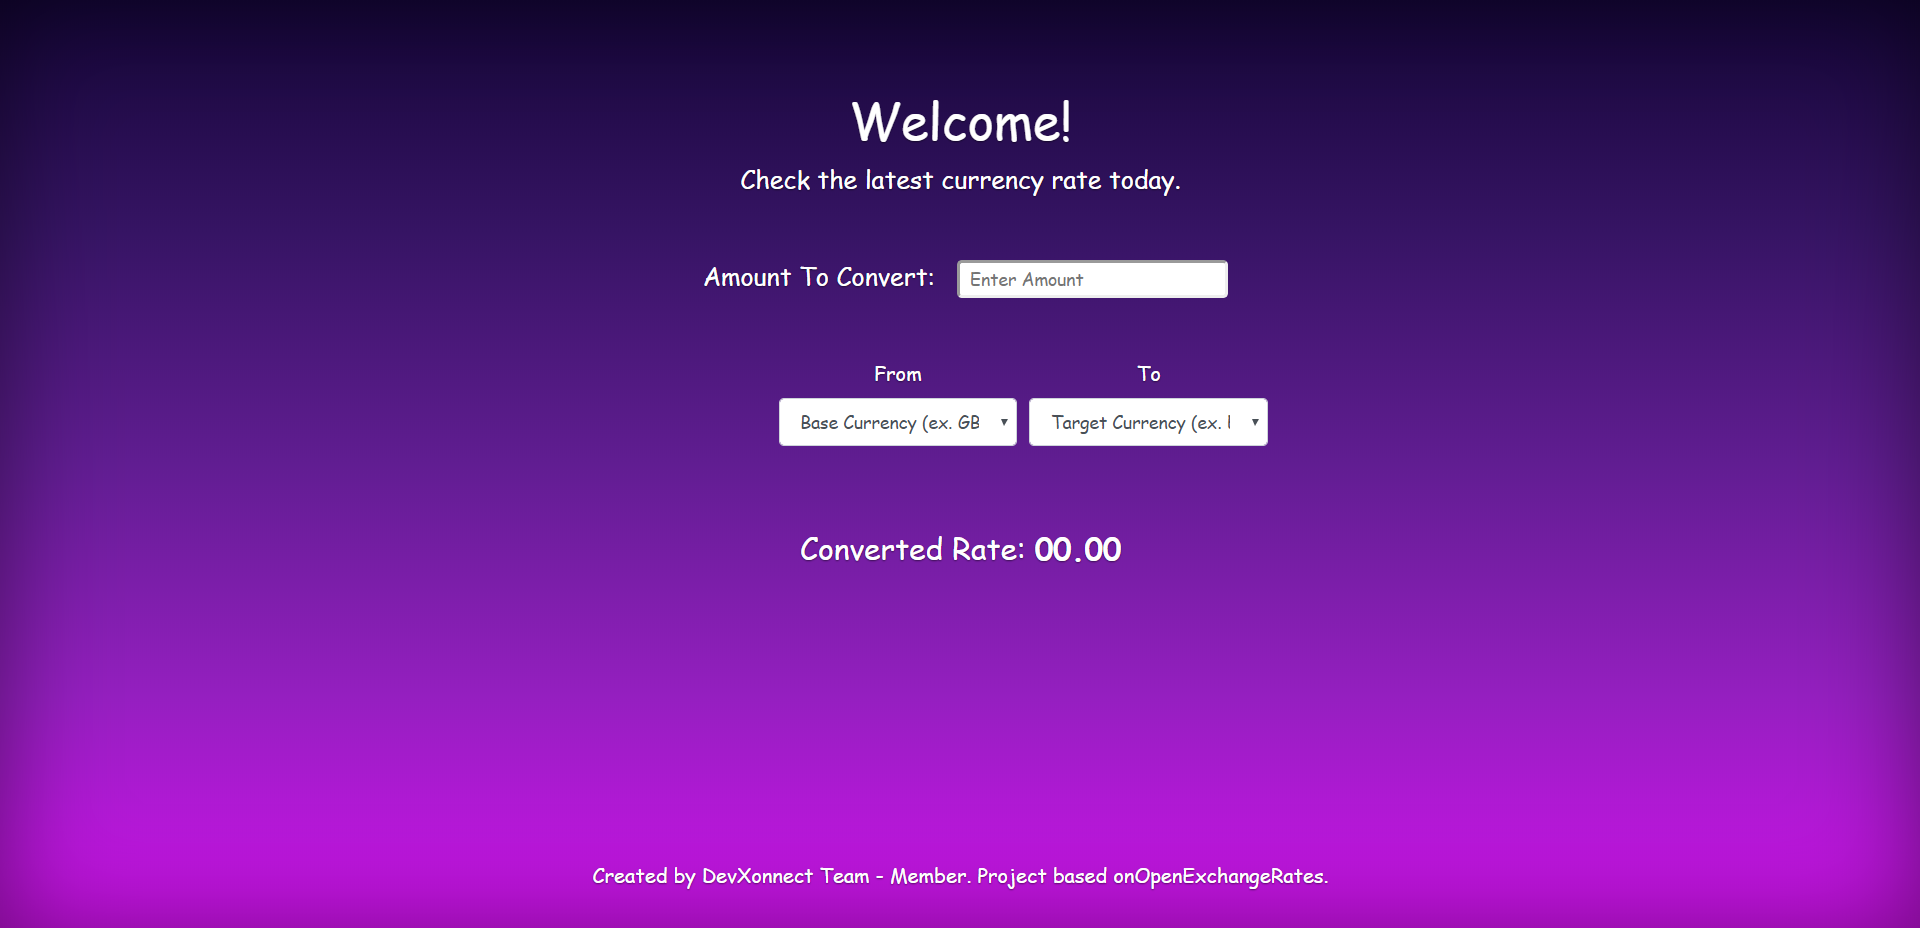 Welcome!
Check the latest currency rate today.
Amount To Convert: Enter Amount
From To
Base Currency (ex. GB Target Currency (ex.
Converted Rate: 00.00
Created by DevXonnect Team - Member. Project based onOpenExchangeRates.